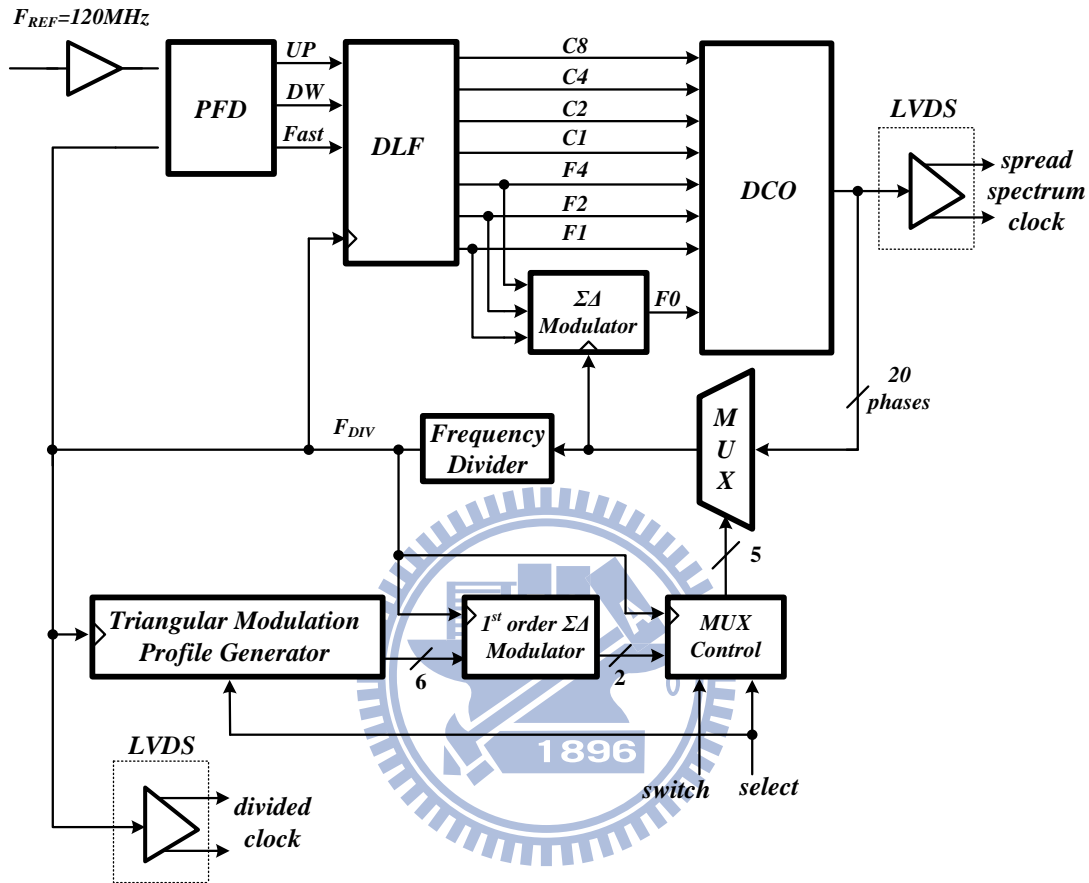 F_REF=120MHz
PFD
UP
DW
Fast
DLF
C8
C4
C2
C1
F4
F2
F1
ΣΔ
Modulator
F0
DCO
LVDS
spread
spectrum
clock
20
phases
M
U
X
Frequency
Divider
F_DIV
5
Triangular Modulation
Profile Generator
6
1st order ΣΔ
Modulator
2
MUX
Control
1896
switch
select
LVDS
divided
clock